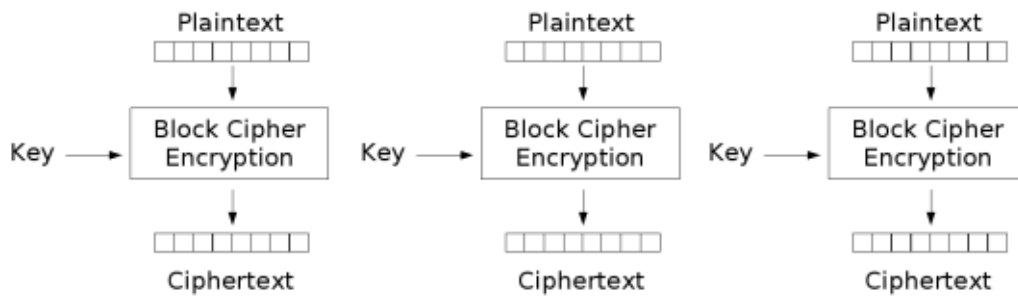 Plaintext Plaintext Plaintext
Block Cipher Block Cipher Block Cipher
Key Key Key
Encryption Encryption Encryption
Ciphertext Ciphertext Ciphertext